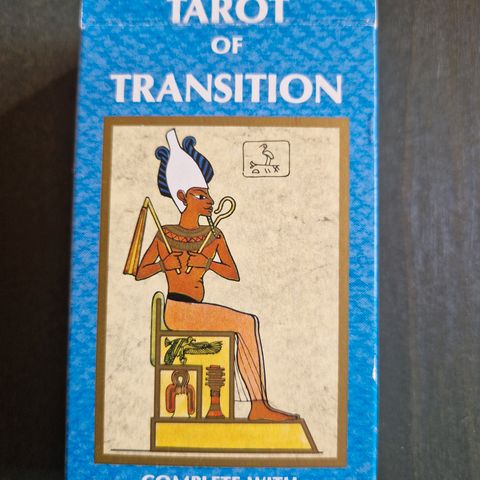 TAROT
OF
TRANSITION
COMPLETE WITH